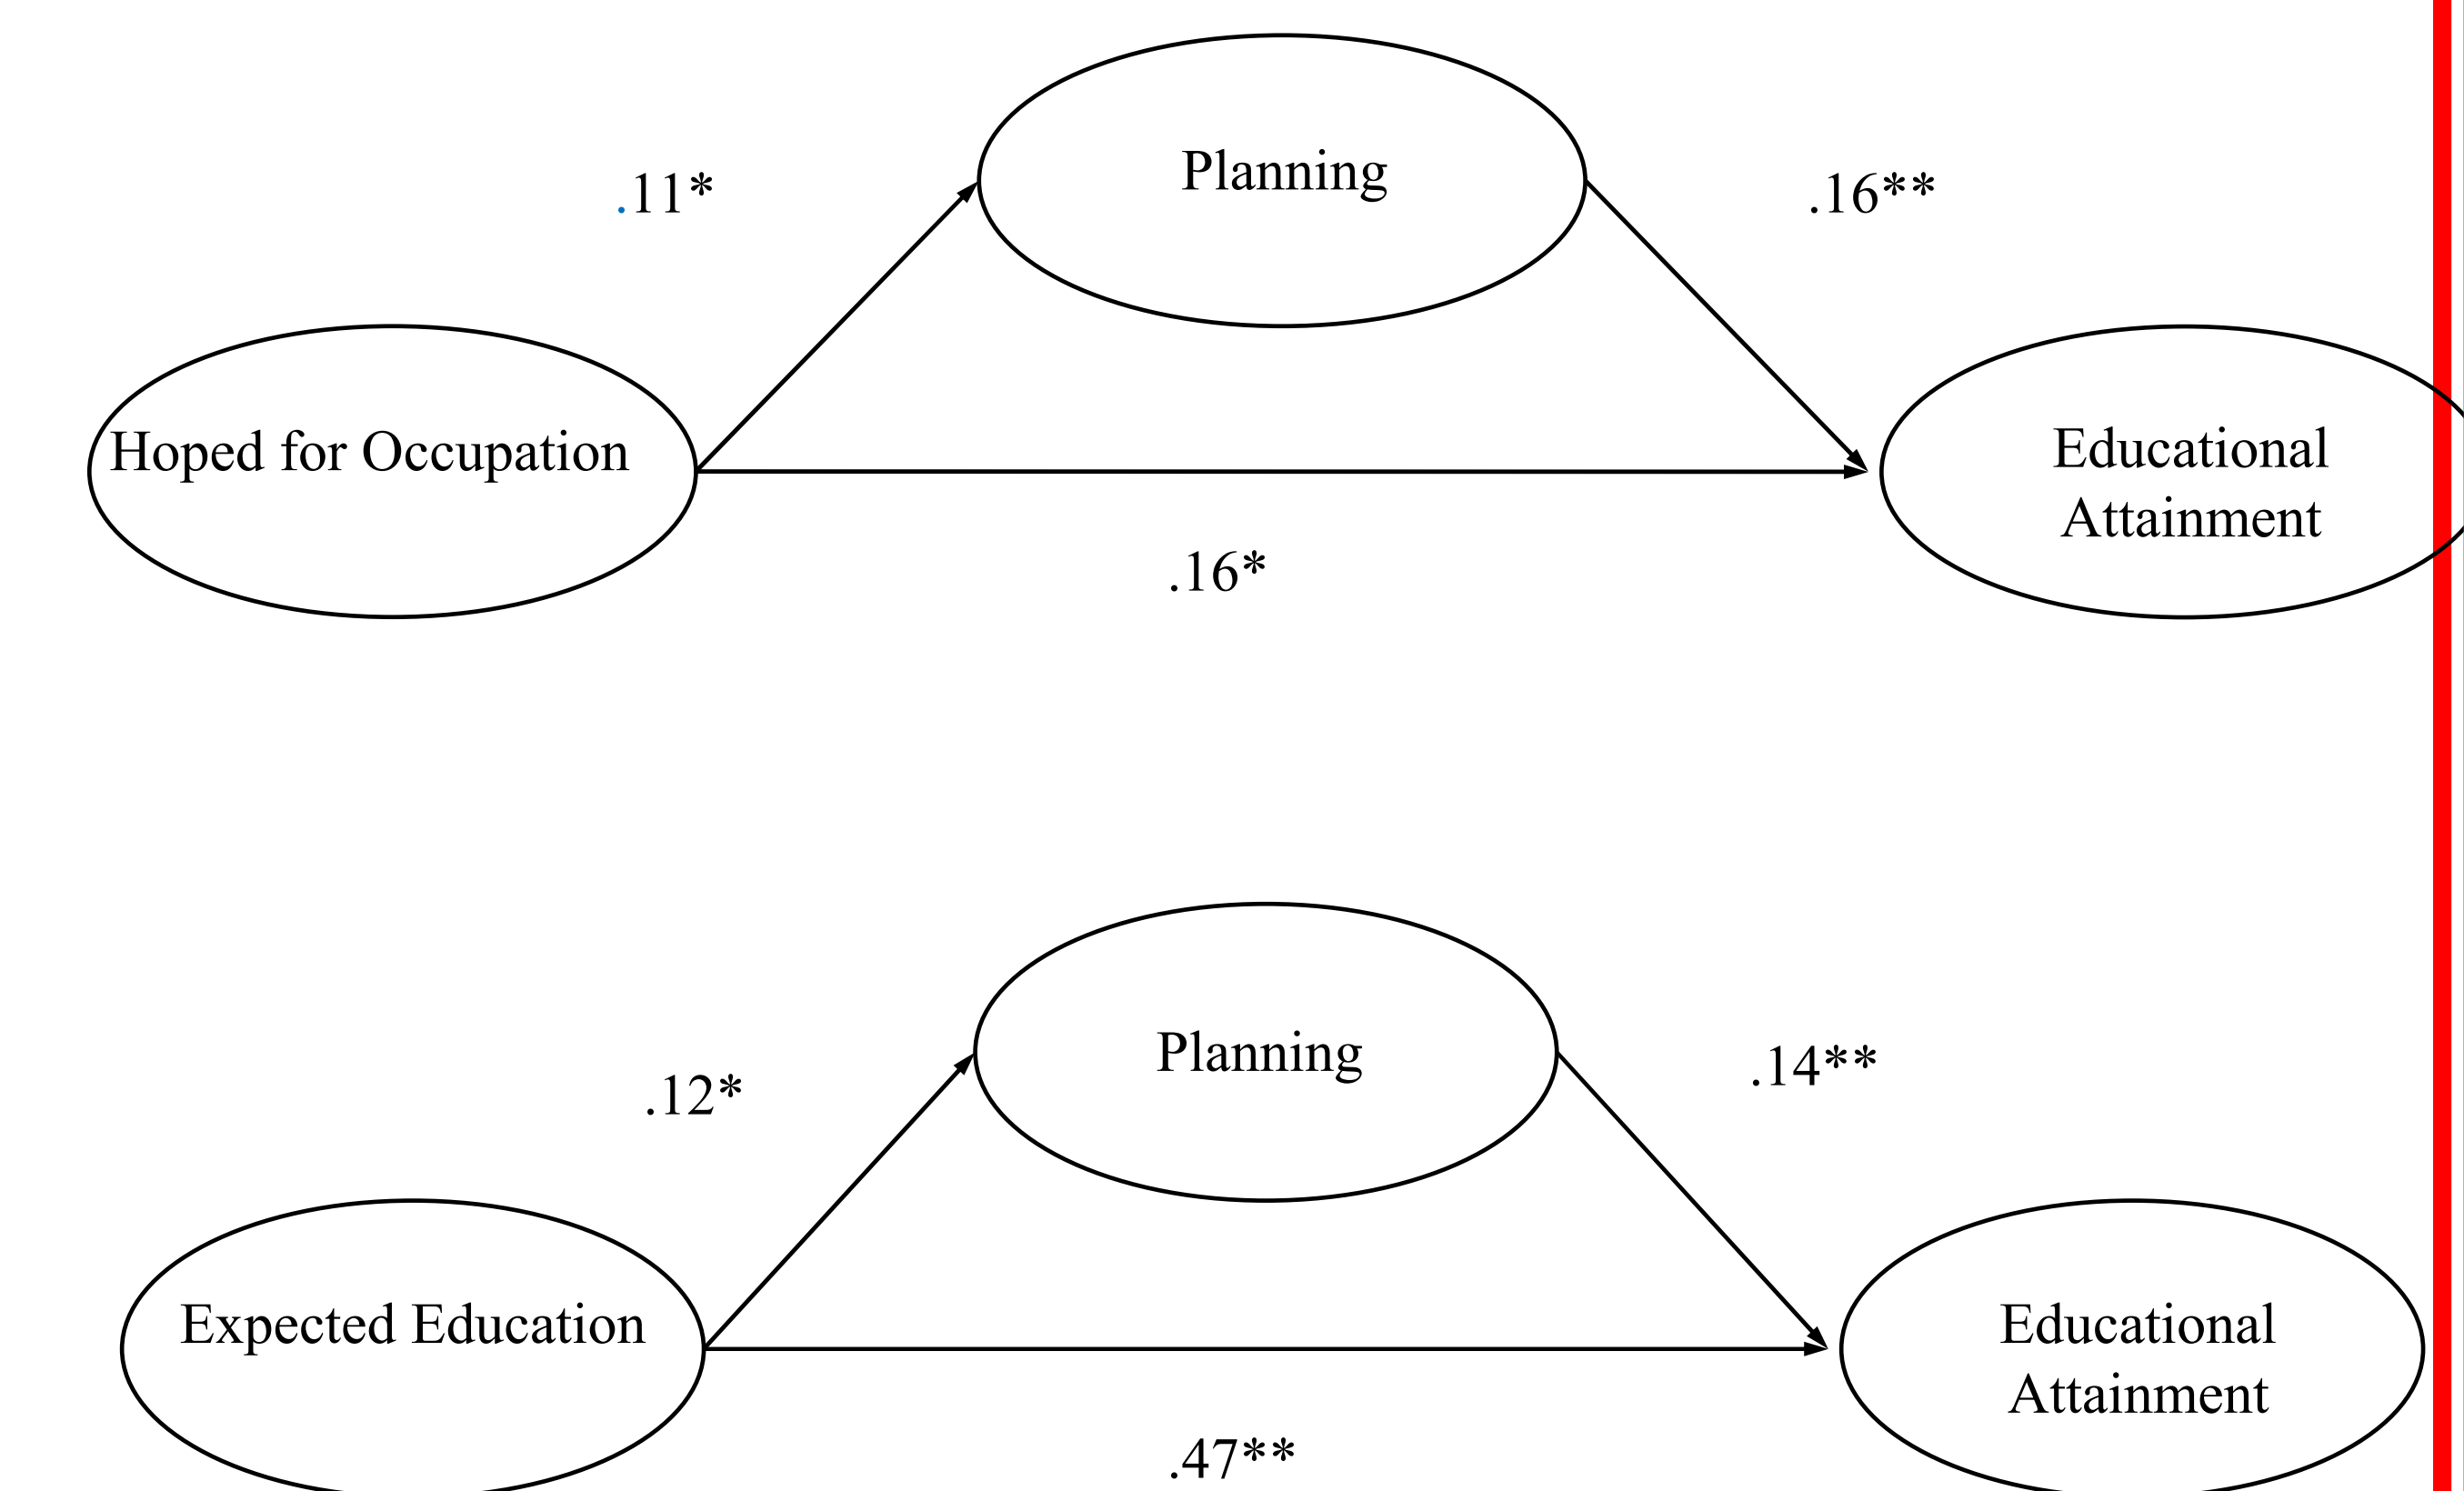 Planning
.11*
.16**
Hoped for Occupation
Educational
Attainment
.16*
Planning
.12*
.14**
Expected Education
Educational
Attainment
.47**